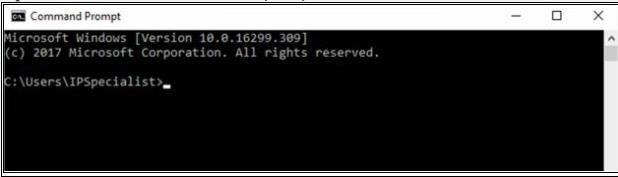 Command Prompt
Microsoft Windows [Version 10.0.16299.309]
(c) 2017 Microsoft Corporation. All rights reserved.
C:\Users\IPSpecialist>